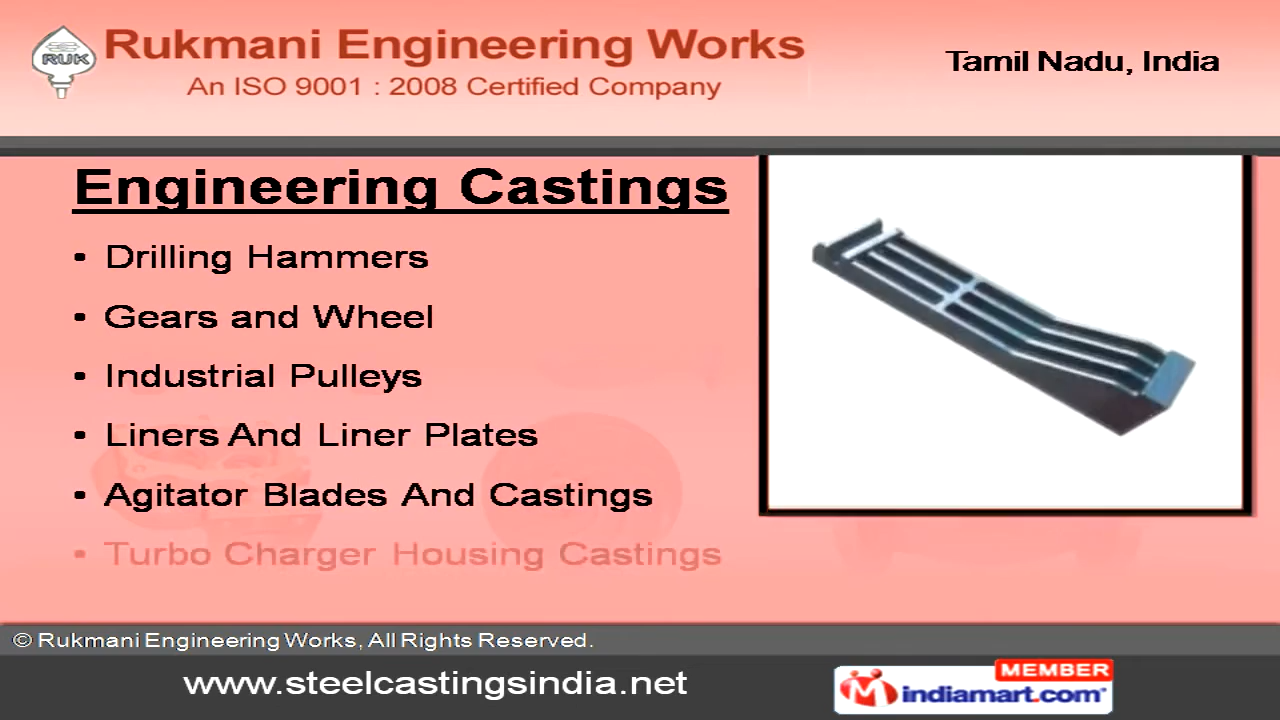 RUK
Rukmani Engineering Works
An ISO 9001 : 2008 Certified Company
Tamil Nadu, India
Engineering Castings
• Drilling Hammers
• Gears and Wheel
• Industrial Pulleys
• Liners And Liner Plates
• Agitator Blades And Castings
• Turbo Charger Housing Castings
© Rukmani Engineering Works, All Rights Reserved.
www.steelcastingsindia.net
MEMBER
indiamart.com